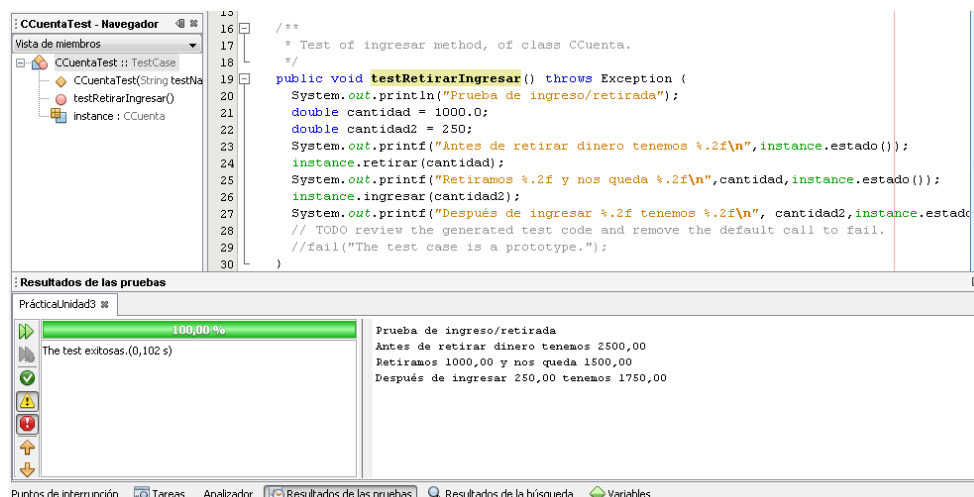 CCuentaTest - Navegador
Vista de miembros
CCuentaTest :: TestCase
CCuentaTest(String testNa
testRetirarIngresar()
instance : CCuenta
15
16 /**
17 * Test of ingresar method, of class CCuenta.
18 */
19 public void testRetirarIngresar() throws Exception {
20 System.out.println("Prueba de ingreso/retirada");
21 double cantidad = 1000.0;
22 double cantidad2 = 250;
23 System.out.printf("Antes de retirar dinero tenemos %.2f\n",instance.estado());
24 instance.retirar(cantidad);
25 System.out.printf("Retiramos %.2f y nos queda %.2f\n",cantidad,instance.estado());
26 instance.ingresar(cantidad2);
27 System.out.printf("Después de ingresar %.2f tenemos %.2f\n", cantidad2,instance.estado
28 // TODO review the generated test code and remove the default call to fail.
29 //fail("The test case is a prototype.");
30 }
Resultados de las pruebas
PrácticaUnidad3
100,00 %
The test exitosas.(0,102 s)
Prueba de ingreso/retirada
Antes de retirar dinero tenemos 2500,00
Retiramos 1000,00 y nos queda 1500,00
Después de ingresar 250,00 tenemos 1750,00
Puntos de interrupción Tareas Analizador Resultados de las pruebas Resultados de la búsqueda Variables